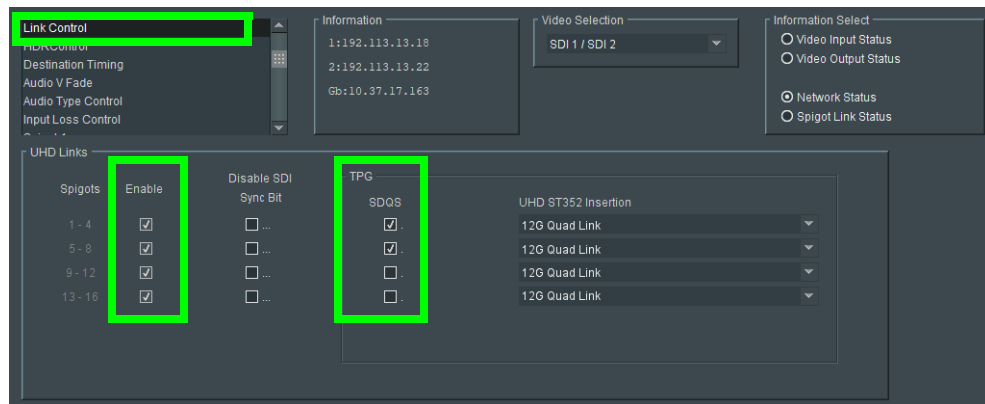 Link Control
HDRControl
Destination Timing
Audio V Fade
Audio Type Control
Input Loss Control
Information
1:192.113.13.18
2:192.113.13.22
Gb:10.37.17.163
Video Selection
SDI 1 / SDI 2
Information Select
Video Input Status
Video Output Status
Network Status
Spigot Link Status
UHD Links
Spigots Enable Disable SDI Sync Bit
TPG
SDQS UHD ST352 Insertion
1 - 4 ... . 12G Quad Link
5 - 8 ... . 12G Quad Link
9 - 12 ... . 12G Quad Link
13 - 16 ... . 12G Quad Link